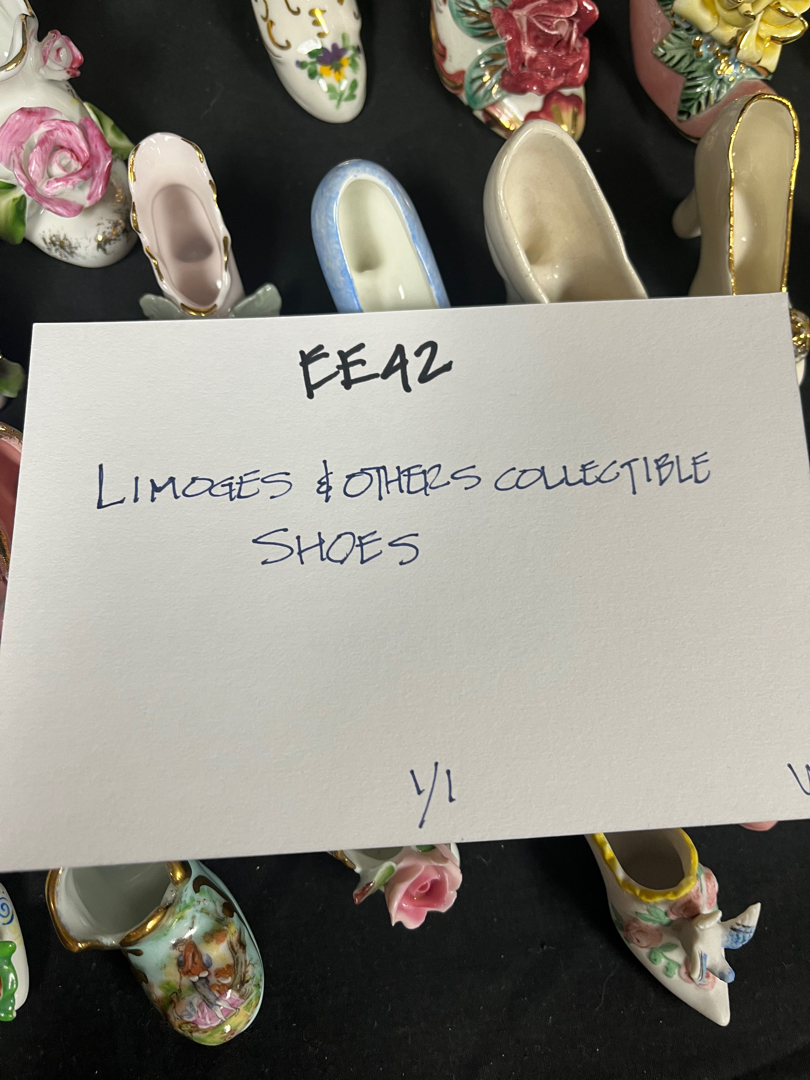 EE42
LIMOGES & OTHERS COLLECTIBLE
SHOES
1/1